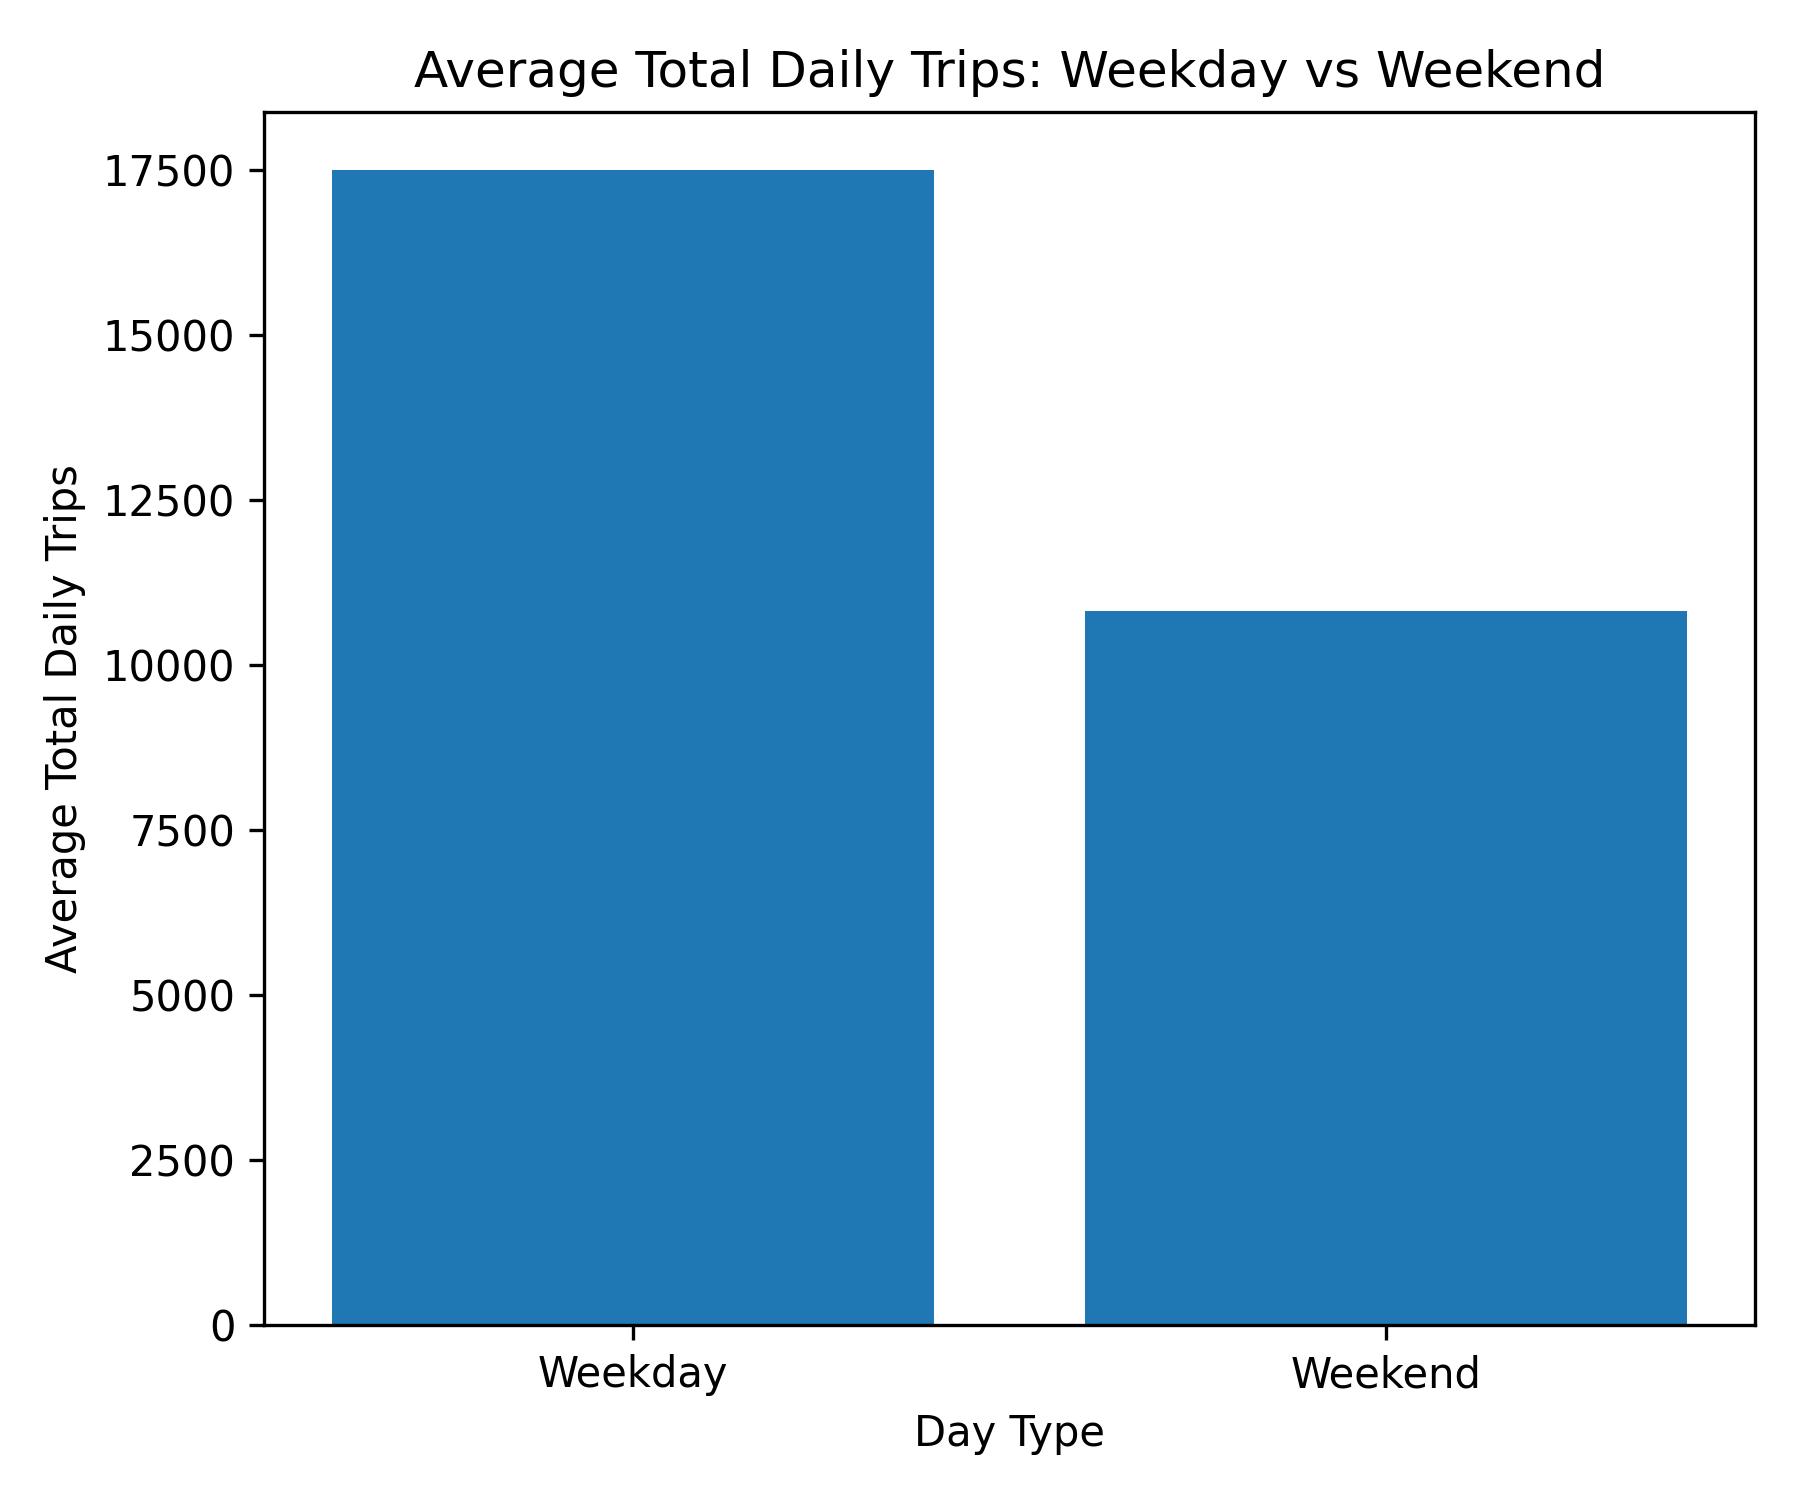 Average Total Daily Trips: Weekday vs Weekend
Average Total Daily Trips
17500
15000
12500
10000
7500
5000
2500
0
Weekday
Weekend
Day Type